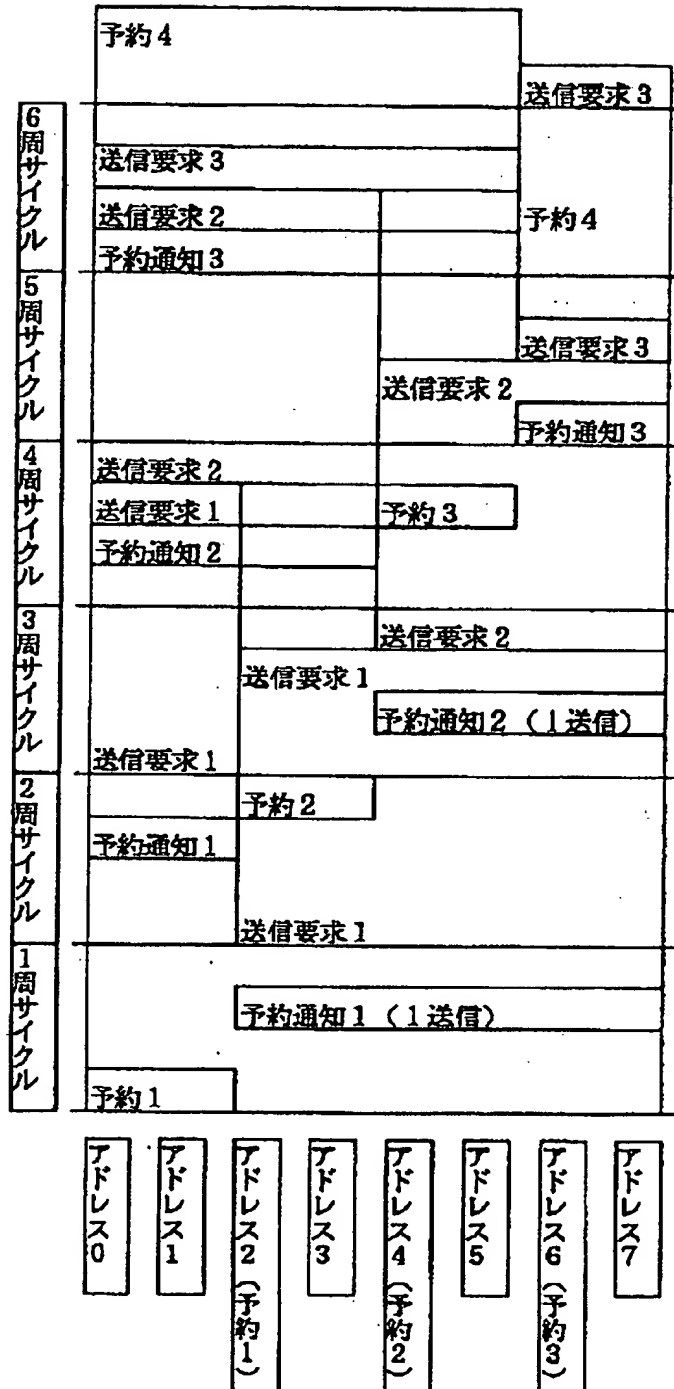 予約4
送信要求3
6周サイクル
送信要求3
送信要求2
予約4
予約通知3
5周サイクル
送信要求3
送信要求2
予約通知3
4周サイクル
送信要求2
送信要求1
予約3
予約通知2
3周サイクル
送信要求2
送信要求1
予約通知2（1送信）
送信要求1
2周サイクル
予約2
予約通知1
送信要求1
1周サイクル
予約通知1（1送信）
予約1
アドレス0
アドレス1
アドレス2（予約1）
アドレス3
アドレス4（予約2）
アドレス5
アドレス6（予約3）
アドレス7